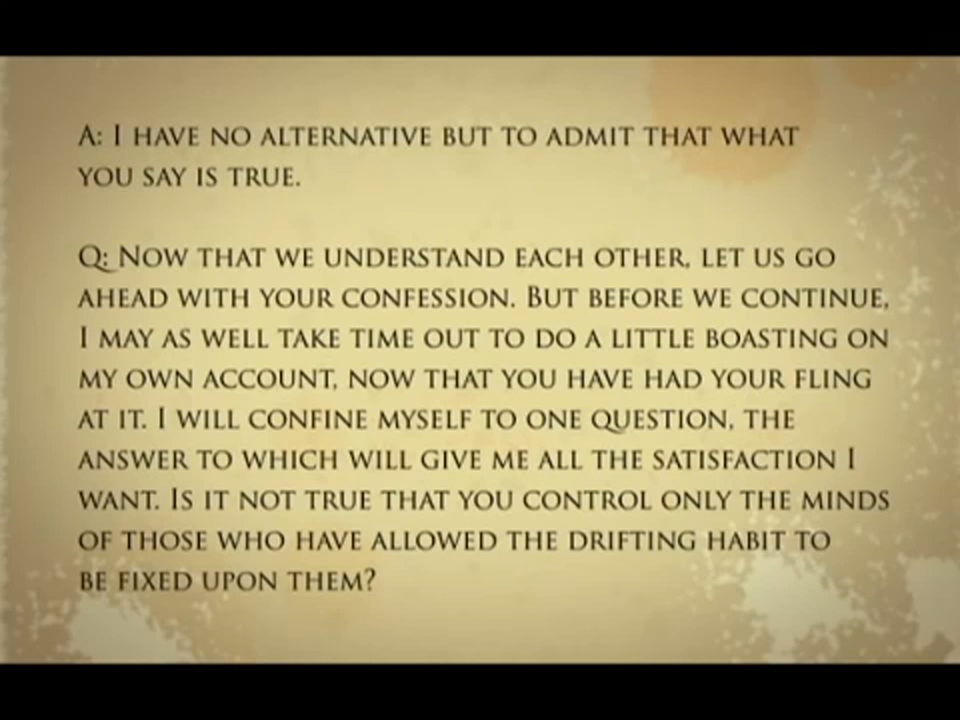 A: I HAVE NO ALTERNATIVE BUT TO ADMIT THAT WHAT
YOU SAY IS TRUE.
Q: NOW THAT WE UNDERSTAND EACH OTHER, LET US GO
AHEAD WITH YOUR CONFESSION. BUT BEFORE WE CONTINUE,
I MAY AS WELL TAKE TIME OUT TO DO A LITTLE BOASTING ON
MY OWN ACCOUNT, NOW THAT YOU HAVE HAD YOUR FLING
AT IT. I WILL CONFINE MYSELF TO ONE QUESTION, THE
ANSWER TO WHICH WILL GIVE ME ALL THE SATISFACTION I
WANT. IS IT NOT TRUE THAT YOU CONTROL ONLY THE MINDS
OF THOSE WHO HAVE ALLOWED THE DRIFTING HABIT TO
BE FIXED UPON THEM?